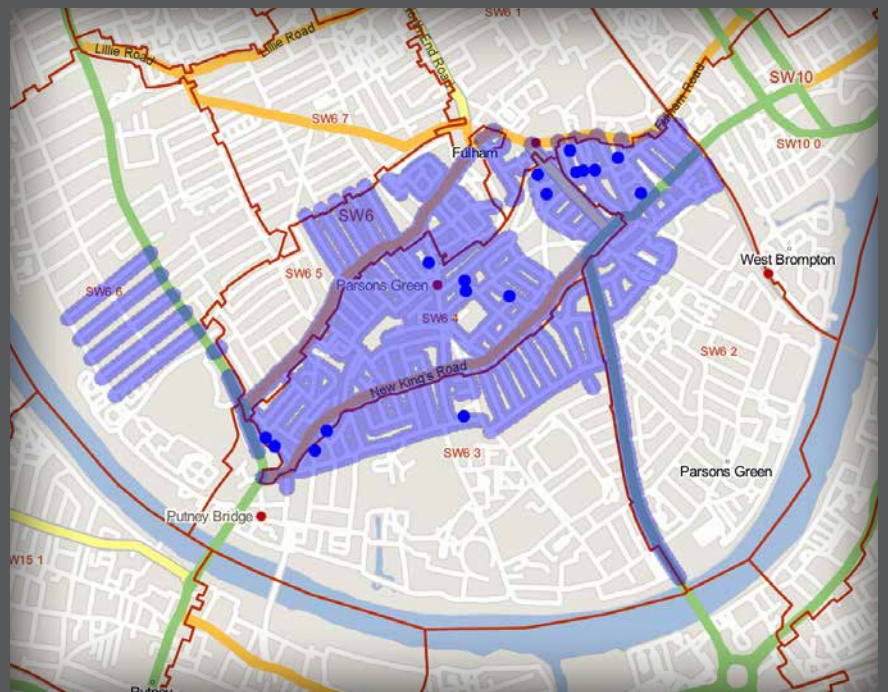 SW6 1
Lillie Road
Lillie Road
End Road
SW10
SW6 7
Fulham Road
SW10 0
Fulham
SW6
West Brompton
SW6 5
Parsons Green
SW6 6
SW6 4
SW6 2
New King's Road
SW6 3
Parsons Green
Putney Bridge
W15 1
Putney